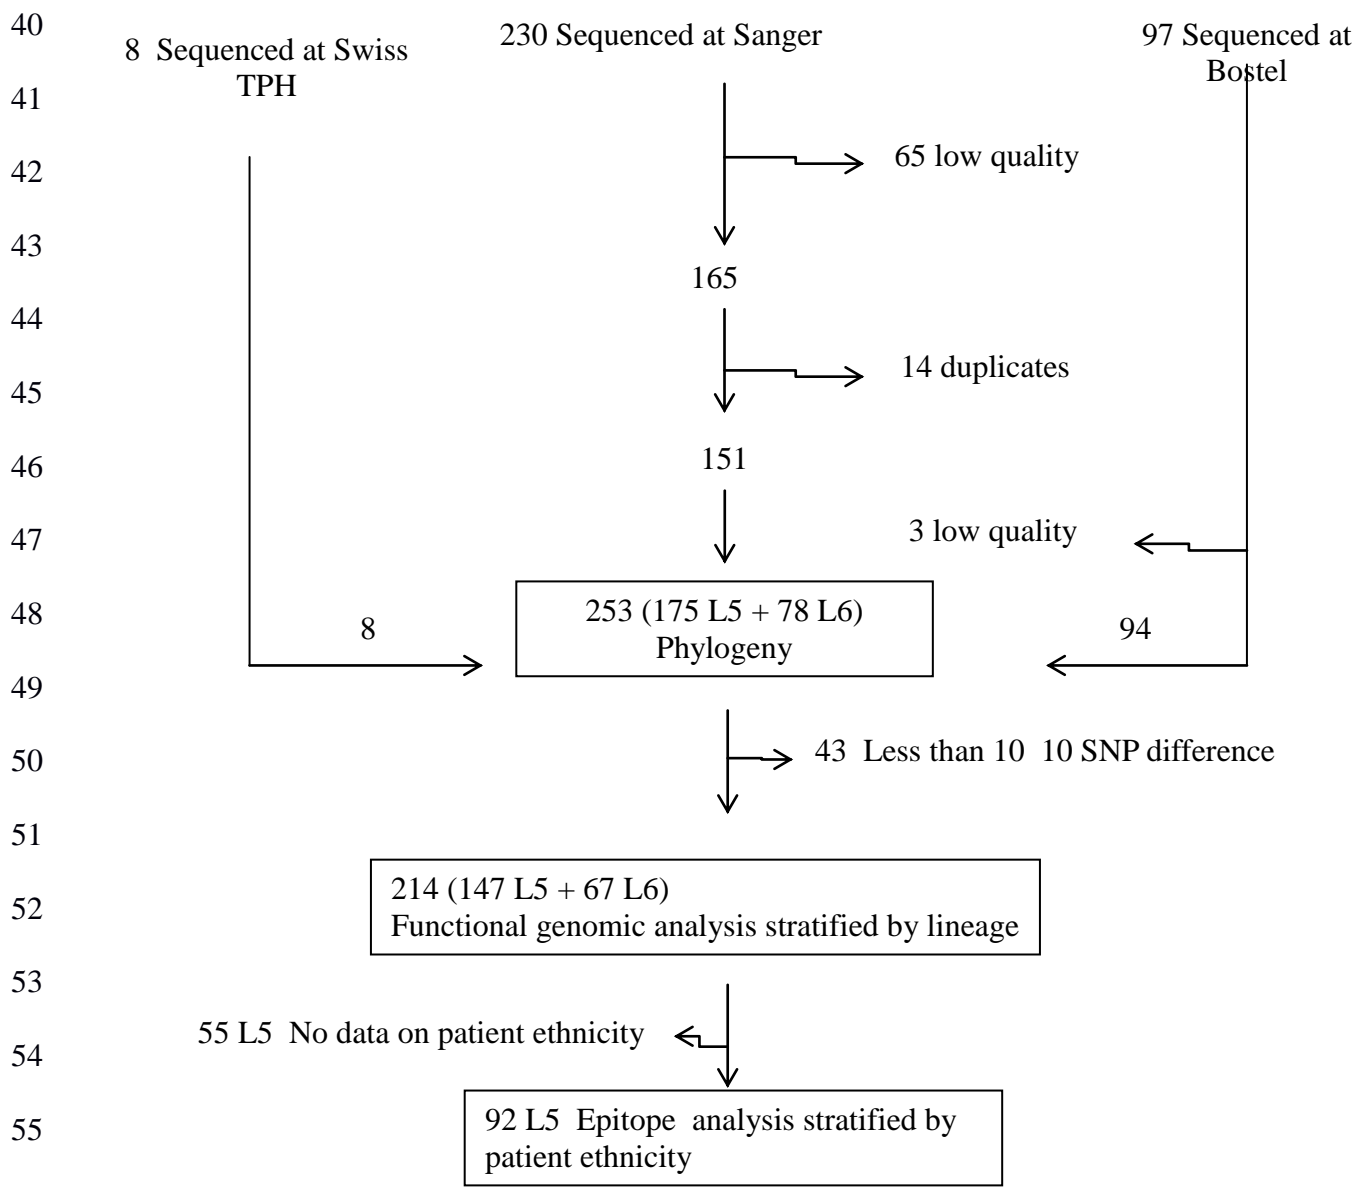 40
8 Sequenced at Swiss
TPH
230 Sequenced at Sanger
97 Sequenced at
Bostel
41
42
65 low quality
43
165
44
14 duplicates
45
46
151
47
3 low quality
48
8
253 (175 L5 + 78 L6)
Phylogeny
94
49
50
43 Less than 10 10 SNP difference
51
214 (147 L5 + 67 L6)
52
Functional genomic analysis stratified by lineage
53
55 L5 No data on patient ethnicity
54
55
92 L5 Epitope analysis stratified by
patient ethnicity